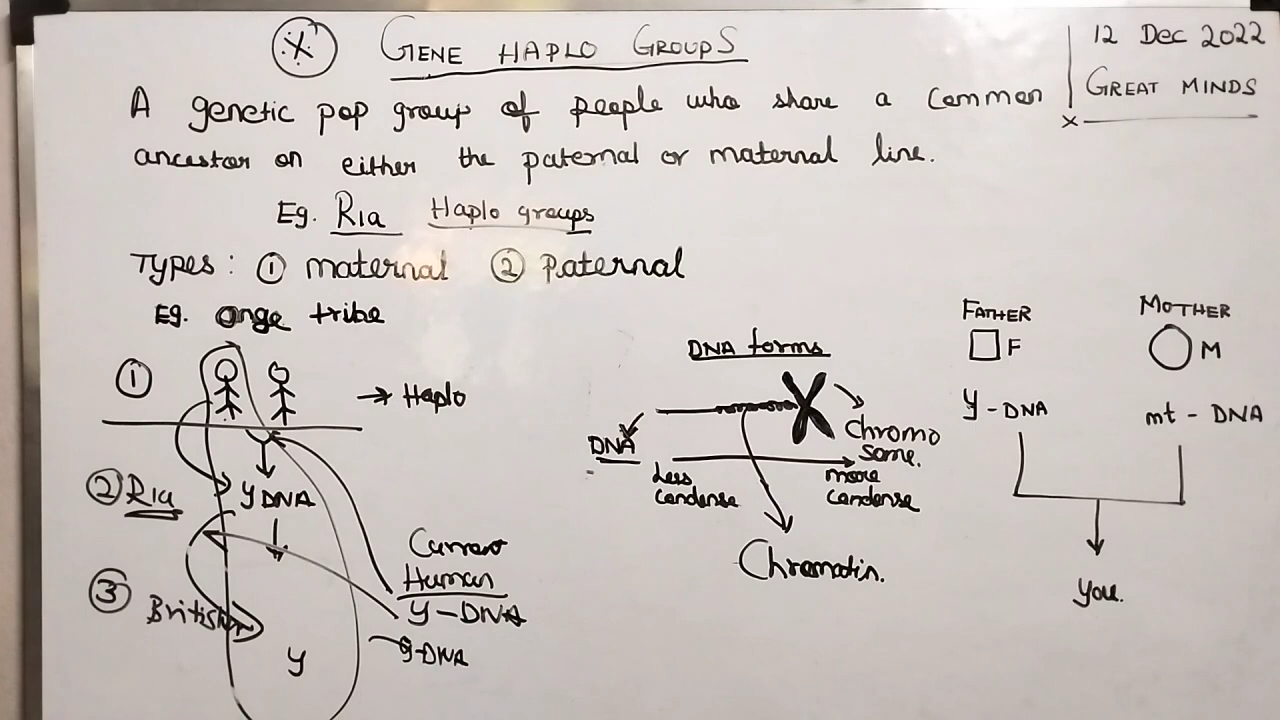 X GENE HAPLO GROUPS
12 Dec 2022
GREAT MINDS
A genetic pop group of people who share a common
ancestor on either the paternal or maternal line.
Eg. R1a Haplo groups
TYPES: ① maternal ② Paternal
Eg. onge tribe
① → Haplo
② R1a Y DNA
③ British
Y
Current
Human
Y-DNA
Y-DNA
DNA forms
DNA
Chromo
some.
Less
condense
more
condense
Chromatin.
FATHER
F
Y-DNA
MOTHER
M
mt-DNA
You.